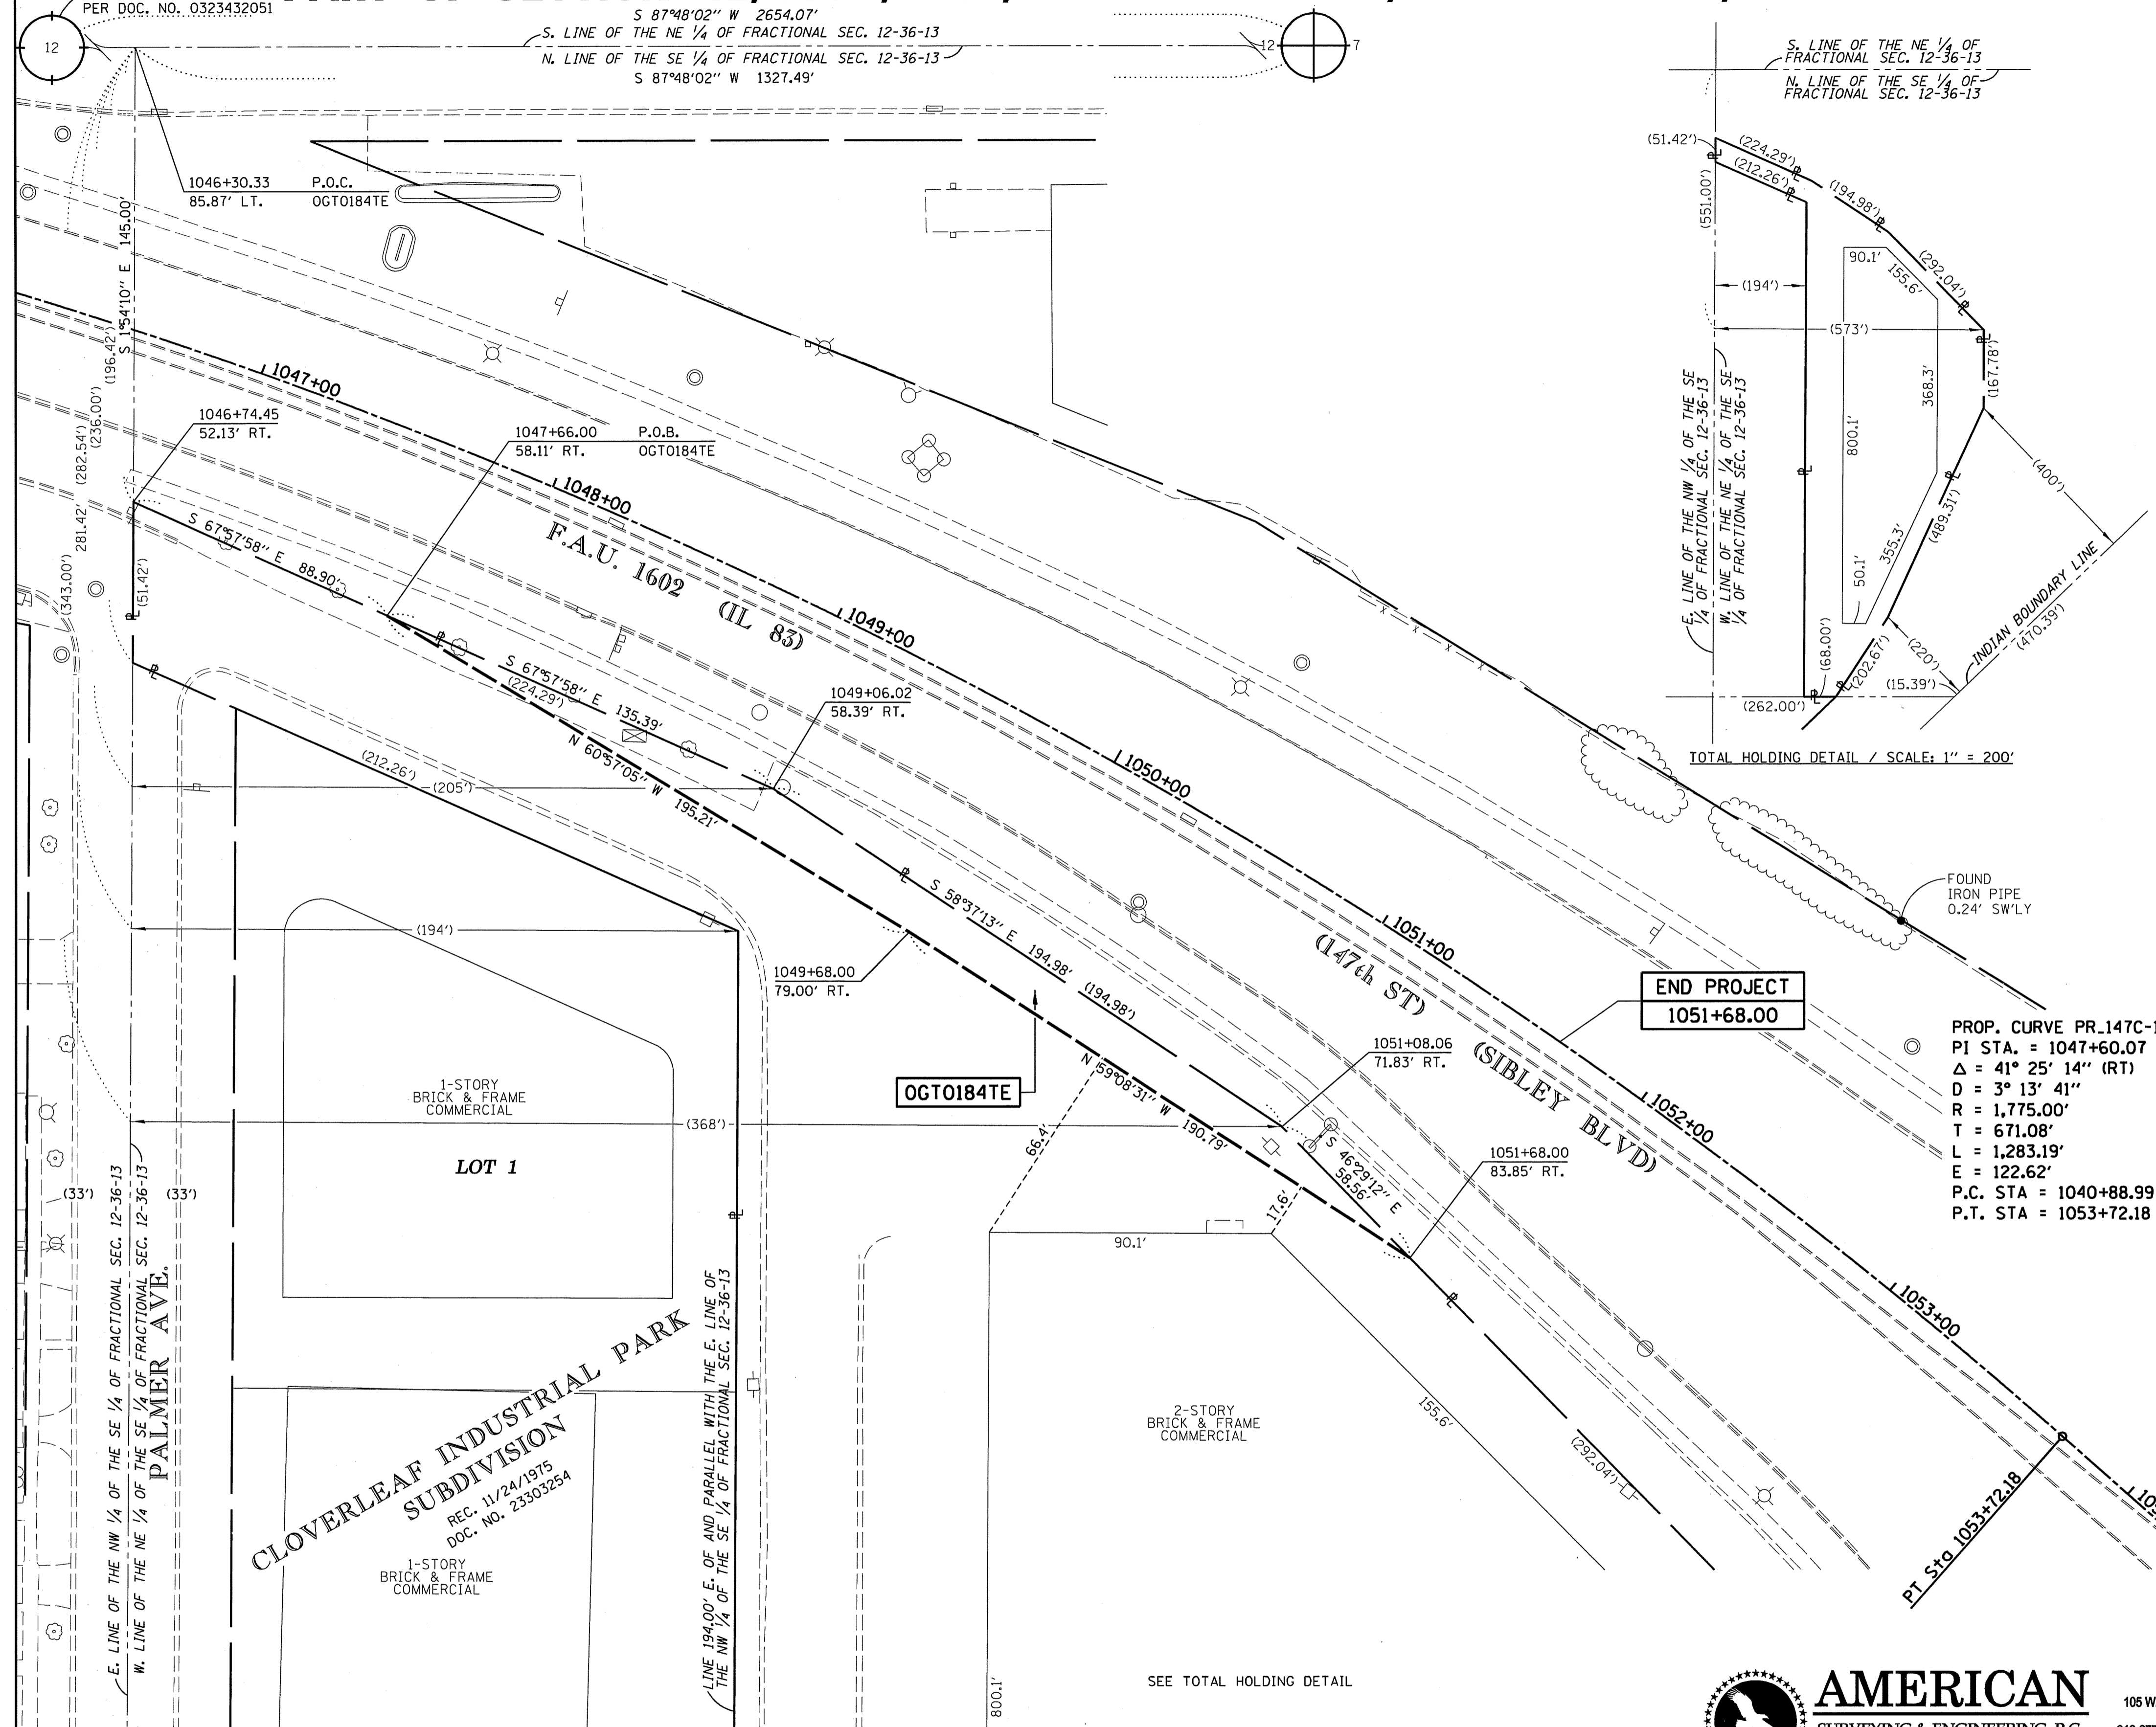 PER DOC. NO. 0323432051
12
S 87°48'02" W 2654.07'
S. LINE OF THE NE 1/4 OF FRACTIONAL SEC. 12-36-13
N. LINE OF THE SE 1/4 OF FRACTIONAL SEC. 12-36-13
S 87°48'02" W 1327.49'
12
7
1046+30.33 P.O.C.
85.87' LT. 0GT0184TE
S 1°54'10" E 145.00'
(196.42')
(236.00')
(282.54')
281.42'
(343.00')
(51.42')
1047+00
1046+74.45
52.13' RT.
1047+66.00 P.O.B.
58.11' RT. 0GT0184TE
1048+00
S 67°57'58" E 88.90'
F.A.U. 1602 (IL 83)
1049+00
S 67°57'58" E 135.39'
(224.29')
1049+06.02
58.39' RT.
N 60°57'05" W 195.21'
(212.26')
(205')
1050+00
S 58°37'13" E 194.98'
(194.98')
(194')
1049+68.00
79.00' RT.
1051+00
(147th ST)
(SIBLEY BLVD)
END PROJECT
1051+68.00
FOUND
IRON PIPE
0.24' SW'LY
1051+08.06
71.83' RT.
0GT0184TE
1-STORY
BRICK & FRAME
COMMERCIAL
(368')
66.4'
N 59°08'31" W 190.79'
1052+00
LOT 1
S 46°29'12" E
58.56'
1051+68.00
83.85' RT.
17.6'
90.1'
(33')
(33')
E. LINE OF THE NW 1/4 OF THE SE 1/4 OF FRACTIONAL SEC. 12-36-13
W. LINE OF THE NE 1/4 OF THE SE 1/4 OF FRACTIONAL SEC. 12-36-13
PALMER AVE.
1053+00
CLOVERLEAF INDUSTRIAL PARK
SUBDIVISION
REC. 11/24/1975
DOC. NO. 23303254
1-STORY
BRICK & FRAME
COMMERCIAL
LINE 194.00' E. OF AND PARALLEL WITH THE E. LINE OF
THE NW 1/4 OF THE SE 1/4 OF FRACTIONAL SEC. 12-36-13
2-STORY
BRICK & FRAME
COMMERCIAL
155.6'
(292.04')
800.1'
SEE TOTAL HOLDING DETAIL
PT Sta 1053+72.18
PROP. CURVE PR_147C-1
PI STA. = 1047+60.07
Δ = 41° 25' 14" (RT)
D = 3° 13' 41"
R = 1,775.00'
T = 671.08'
L = 1,283.19'
E = 122.62'
P.C. STA = 1040+88.99
P.T. STA = 1053+72.18
S. LINE OF THE NE 1/4 OF
FRACTIONAL SEC. 12-36-13
N. LINE OF THE SE 1/4 OF
FRACTIONAL SEC. 12-36-13
(51.42')
(224.29')
(212.26')
(194.98')
(551.00')
90.1'
155.6'
(292.04')
(194')
(573')
(167.78')
368.3'
800.1'
E. LINE OF THE NW 1/4 OF THE SE
1/4 OF FRACTIONAL SEC. 12-36-13
W. LINE OF THE NE 1/4 OF THE SE
1/4 OF FRACTIONAL SEC. 12-36-13
(400')
(489.31')
355.3'
50.1'
INDIAN BOUNDARY LINE
(470.39')
(68.00')
(202.67')
(220')
(15.39')
(262.00')
TOTAL HOLDING DETAIL / SCALE: 1" = 200'
AMERICAN
SURVEYING & ENGINEERING, P.C.
105 W